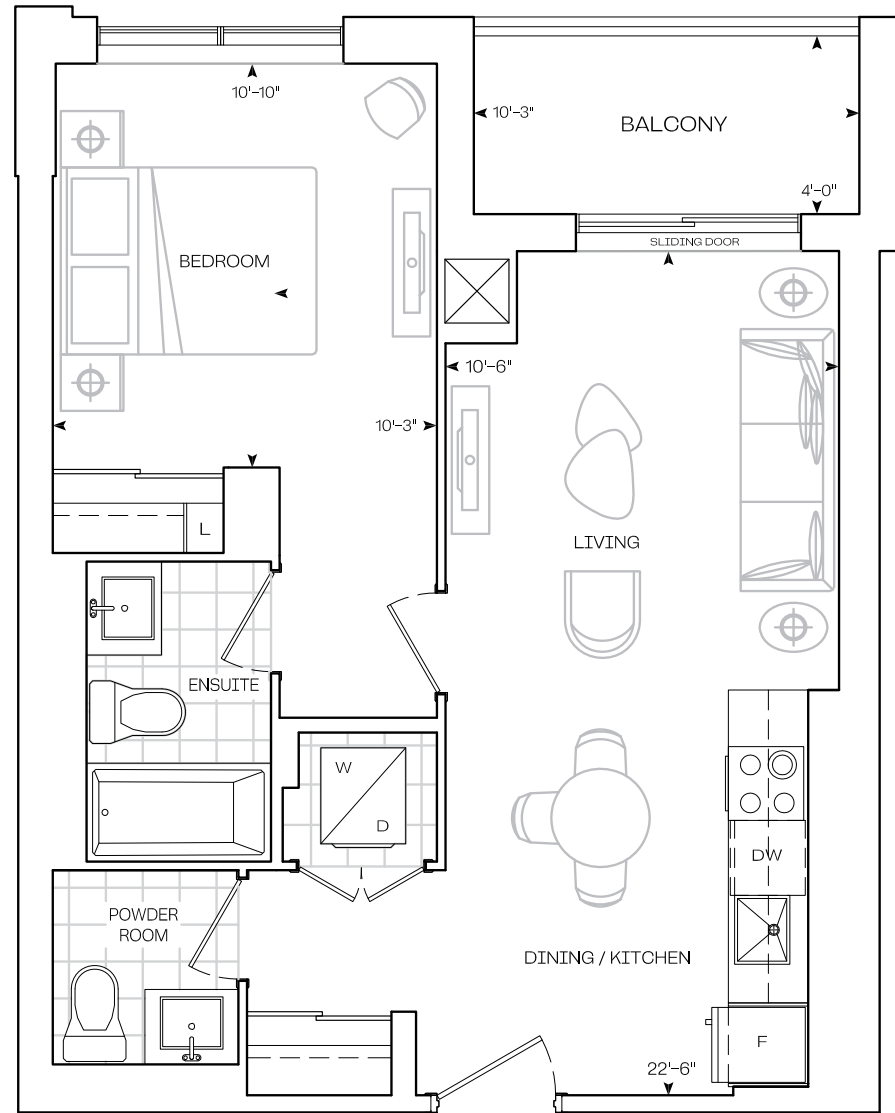 10'-10"
10'-3"
BALCONY
4'-0"
SLIDING DOOR
BEDROOM
10'-6"
10'-3"
L
LIVING
ENSUITE
W
D
DW
POWDER
ROOM
DINING / KITCHEN
F
22'-6"